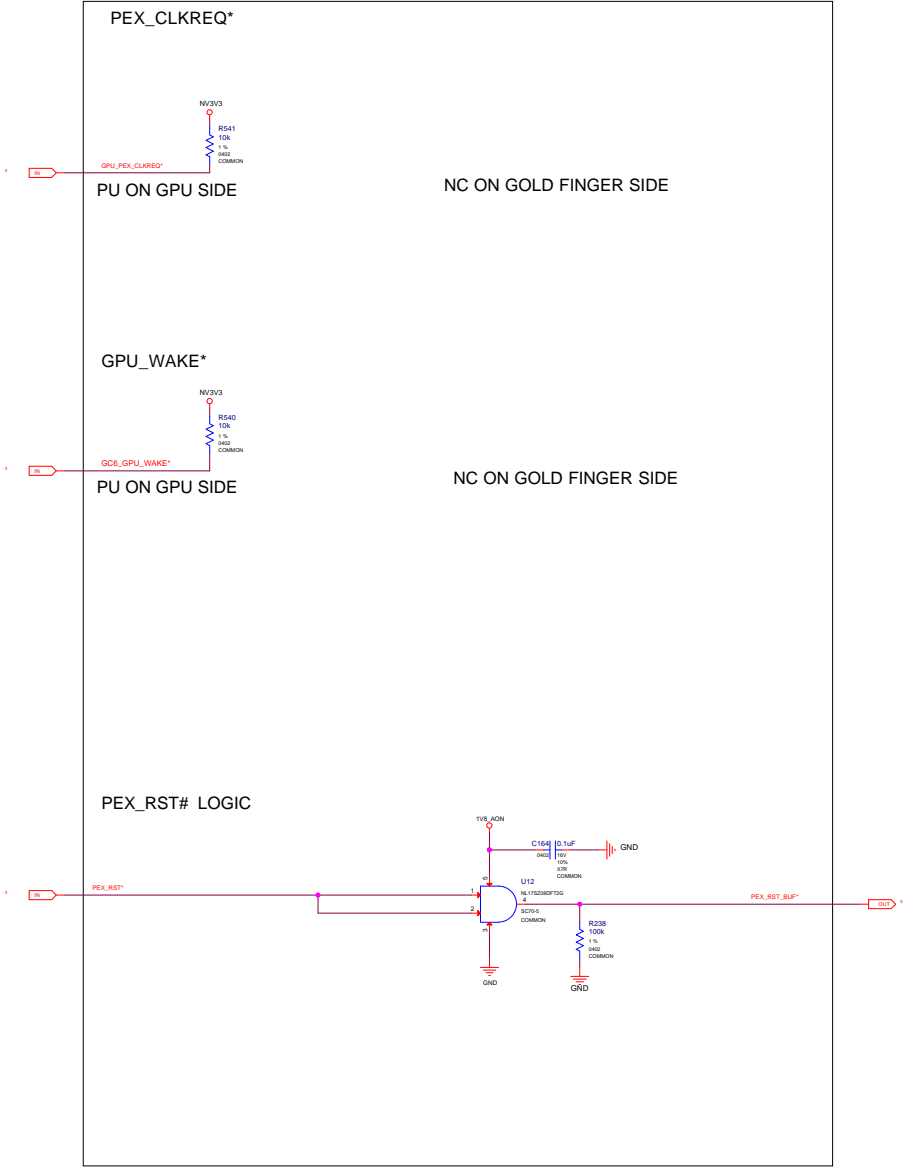 PEX_CLKREQ*
NV3V3
R541
10k
1 %
0402
COMMON
GPU_PEX_CLKREQ*
IN
PU ON GPU SIDE
NC ON GOLD FINGER SIDE
GPU_WAKE*
NV3V3
R540
10k
1 %
0402
COMMON
GC6_GPU_WAKE*
IN
PU ON GPU SIDE
NC ON GOLD FINGER SIDE
PEX_RST# LOGIC
1V8_AON
C164 0.1uF
0402 16V
10%
X7R
COMMON
GND
5
U12
NL17SZ08DFT2G
SC70-5
COMMON
PEX_RST*
IN
1
2
4
3
GND
PEX_RST_BUF*
OUT
R238
100k
1 %
0402
COMMON
GND